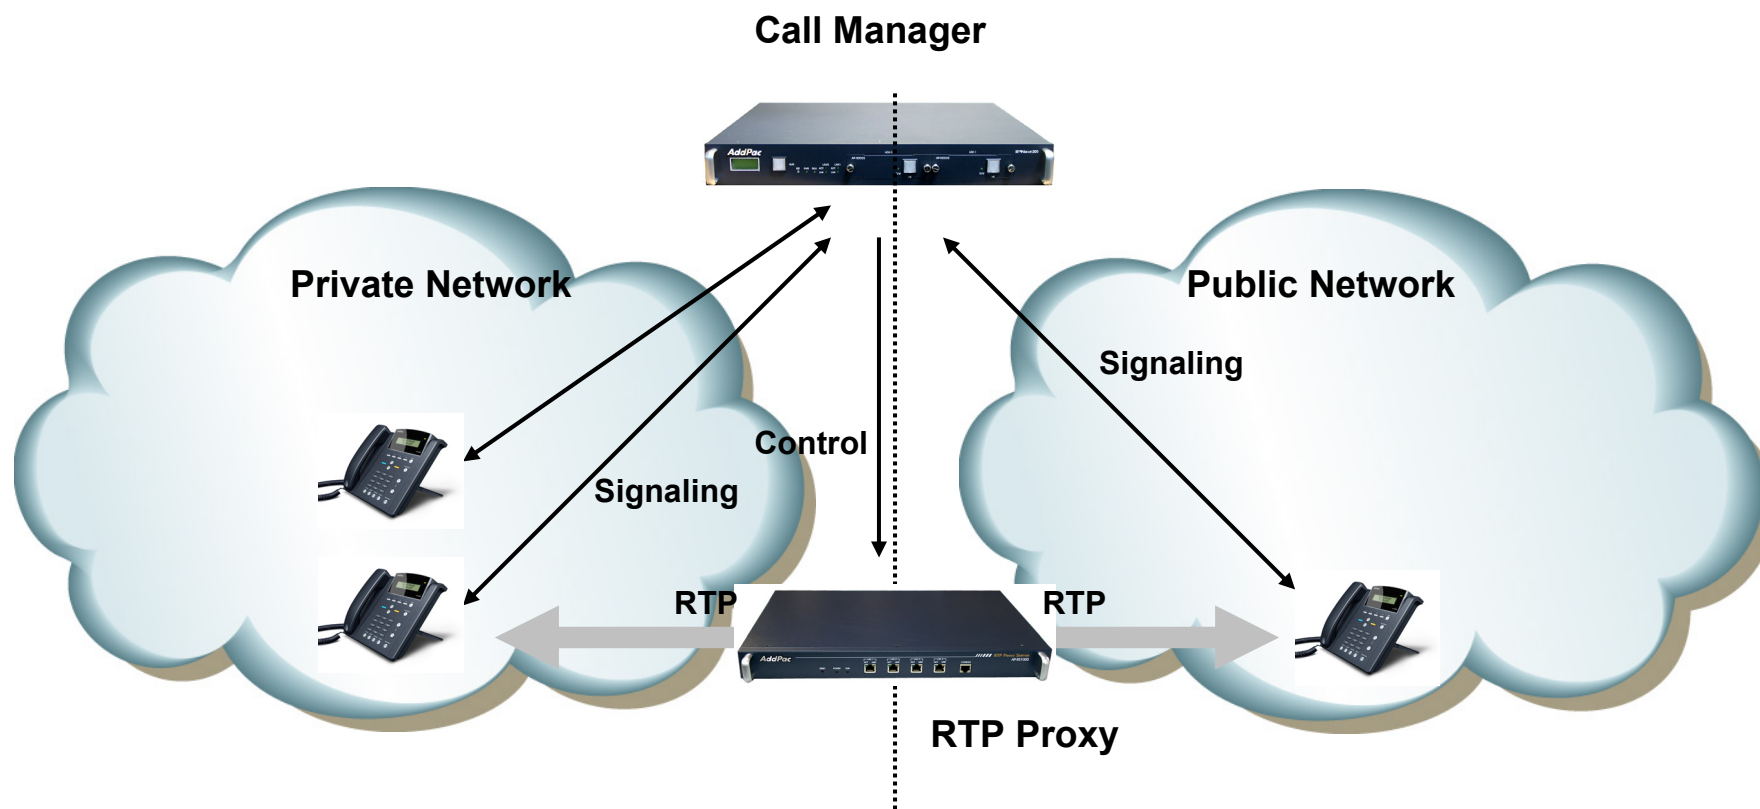 Call Manager
AddPac
Private Network
Public Network
Signaling
Control
Signaling
RTP
RTP
AddPac
RTP Proxy